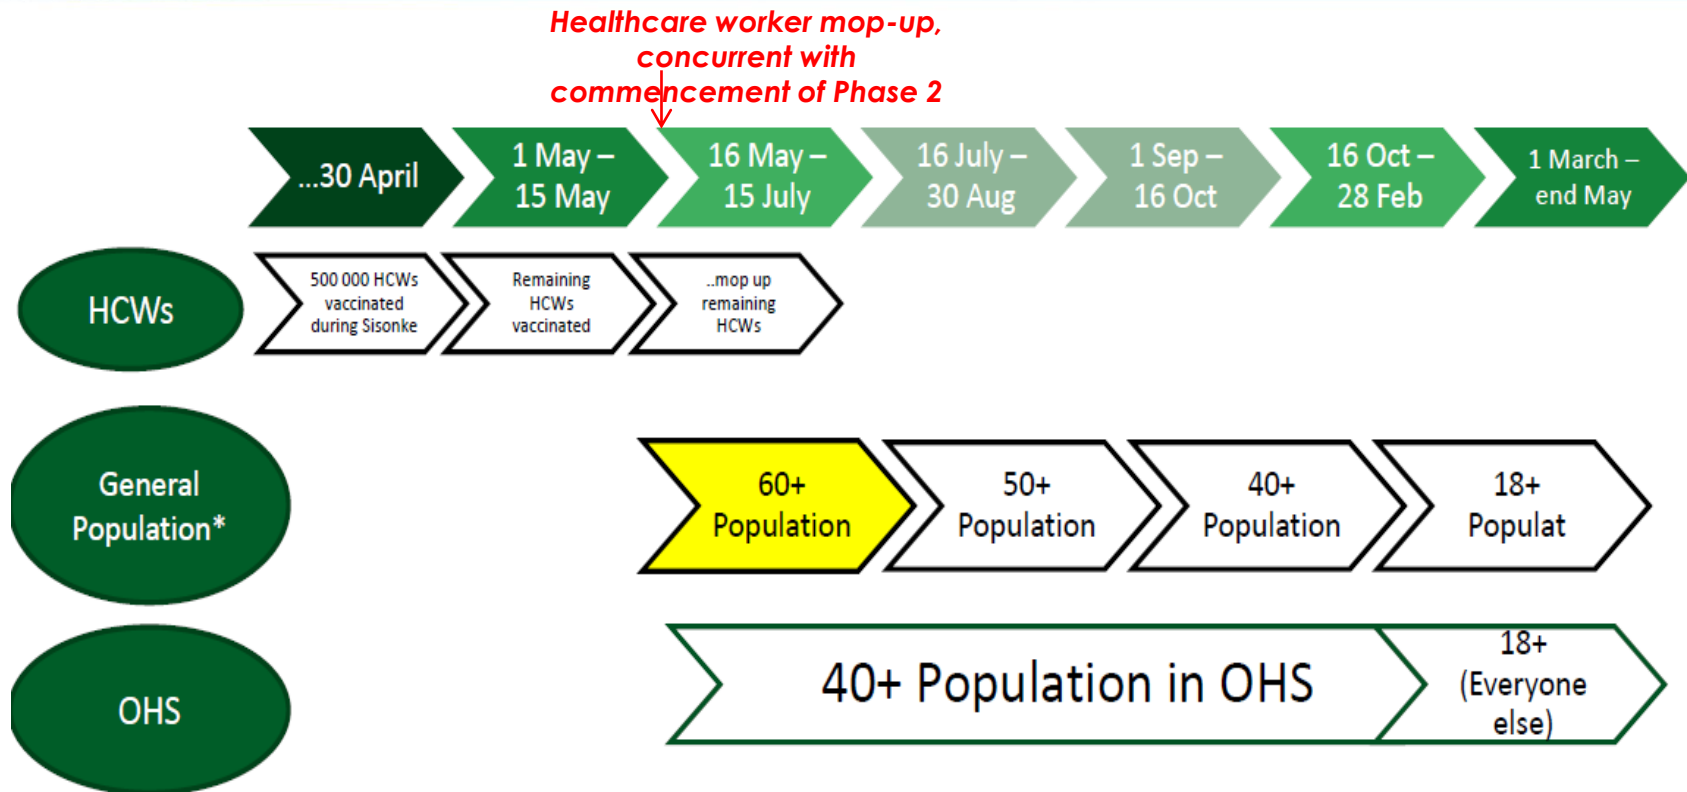 Healthcare worker mop-up,
concurrent with
commencement of Phase 2
...30 April
1 May –
15 May
16 May –
15 July
16 July –
30 Aug
1 Sep –
16 Oct
16 Oct –
28 Feb
1 March –
end May
HCWs
500 000 HCWs
vaccinated
during Sisonke
Remaining
HCWs
vaccinated
..mop up
remaining
HCWs
General
Population*
60+
Population
50+
Population
40+
Population
18+
Populat
OHS
40+ Population in OHS
18+
(Everyone
else)